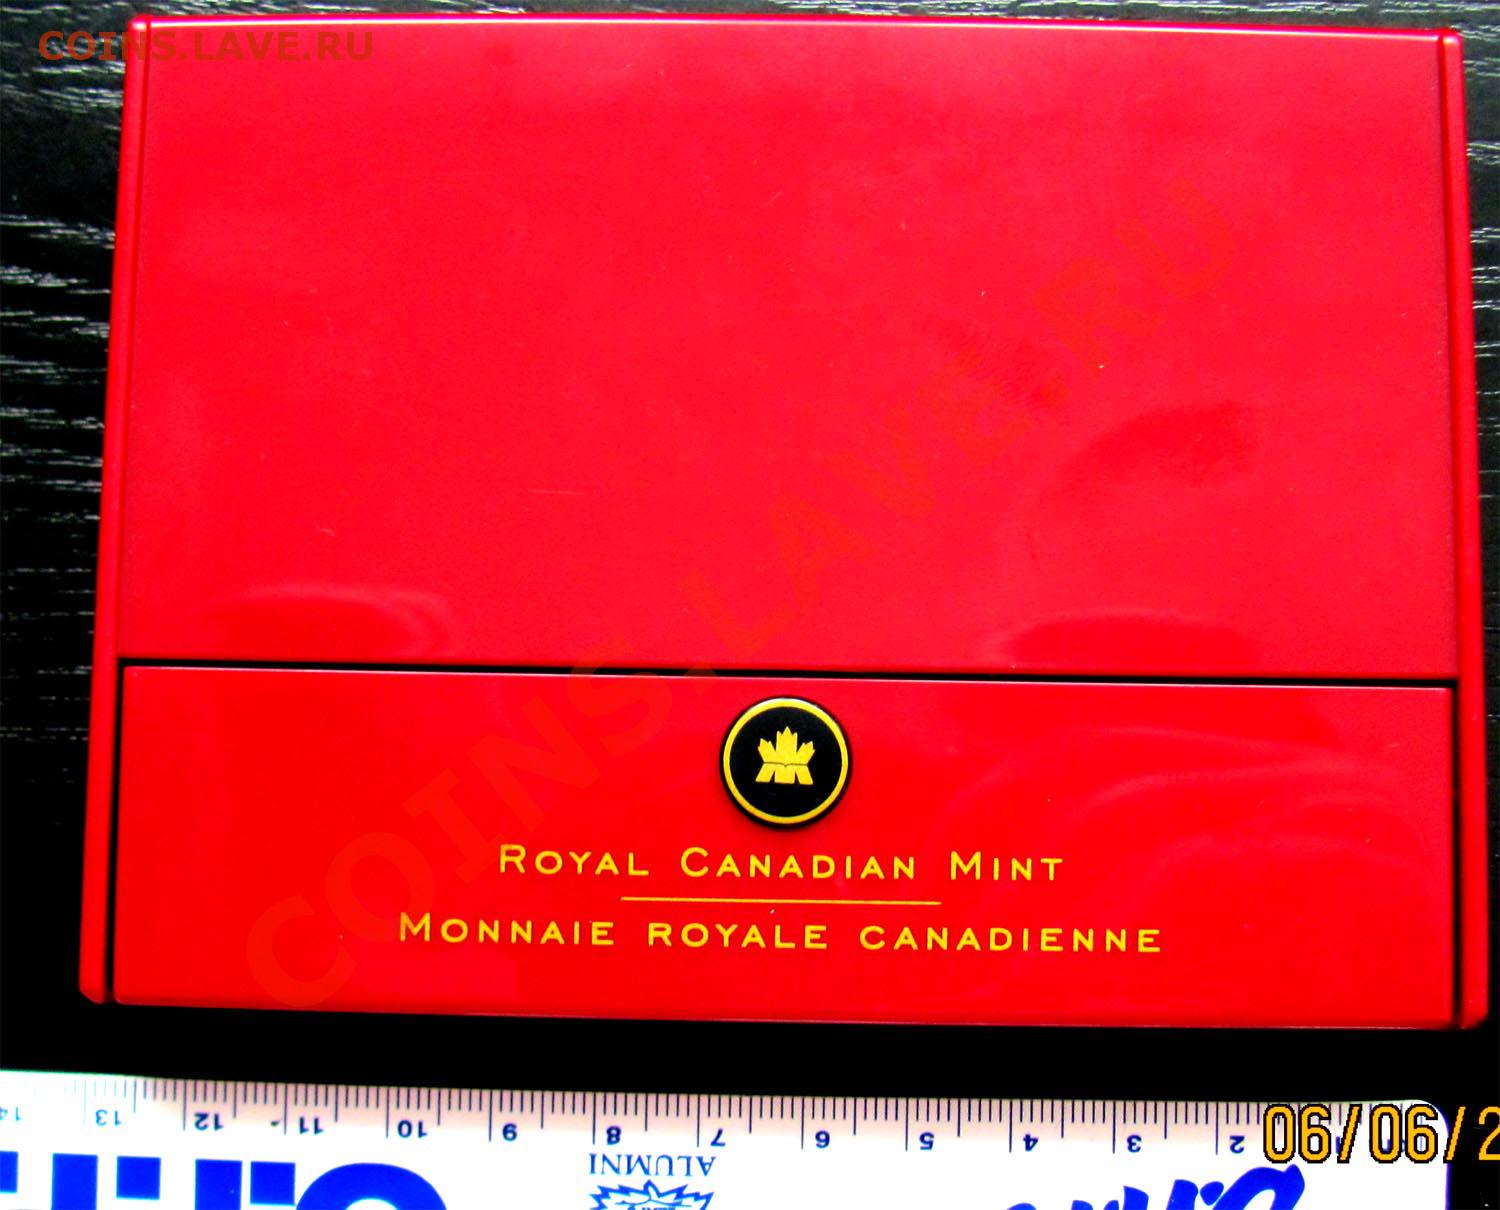 COINS.LAVE.RU
COINS.LAVE.RU
ROYAL CANADIAN MINT
MONNAIE ROYALE CANADIENNE
14 13 12 11 10 9 8 7 6 5 4 3 2
06/06/2
ALUMNI